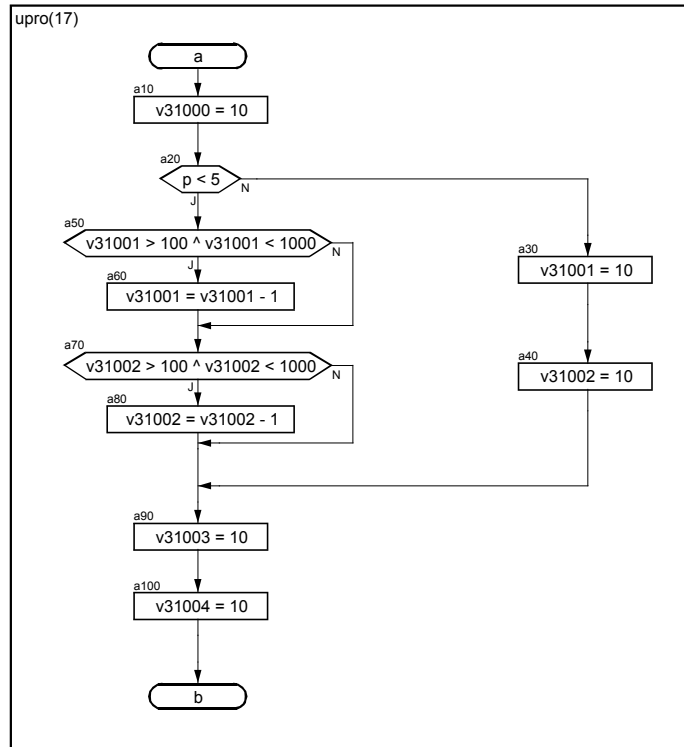 upro(17)
a
a10
v31000 = 10
a20
p < 5
N
J
a50
v31001 > 100 ^ v31001 < 1000
N
J
a60
v31001 = v31001 - 1
a70
v31002 > 100 ^ v31002 < 1000
N
J
a80
v31002 = v31002 - 1
a30
v31001 = 10
a40
v31002 = 10
a90
v31003 = 10
a100
v31004 = 10
b